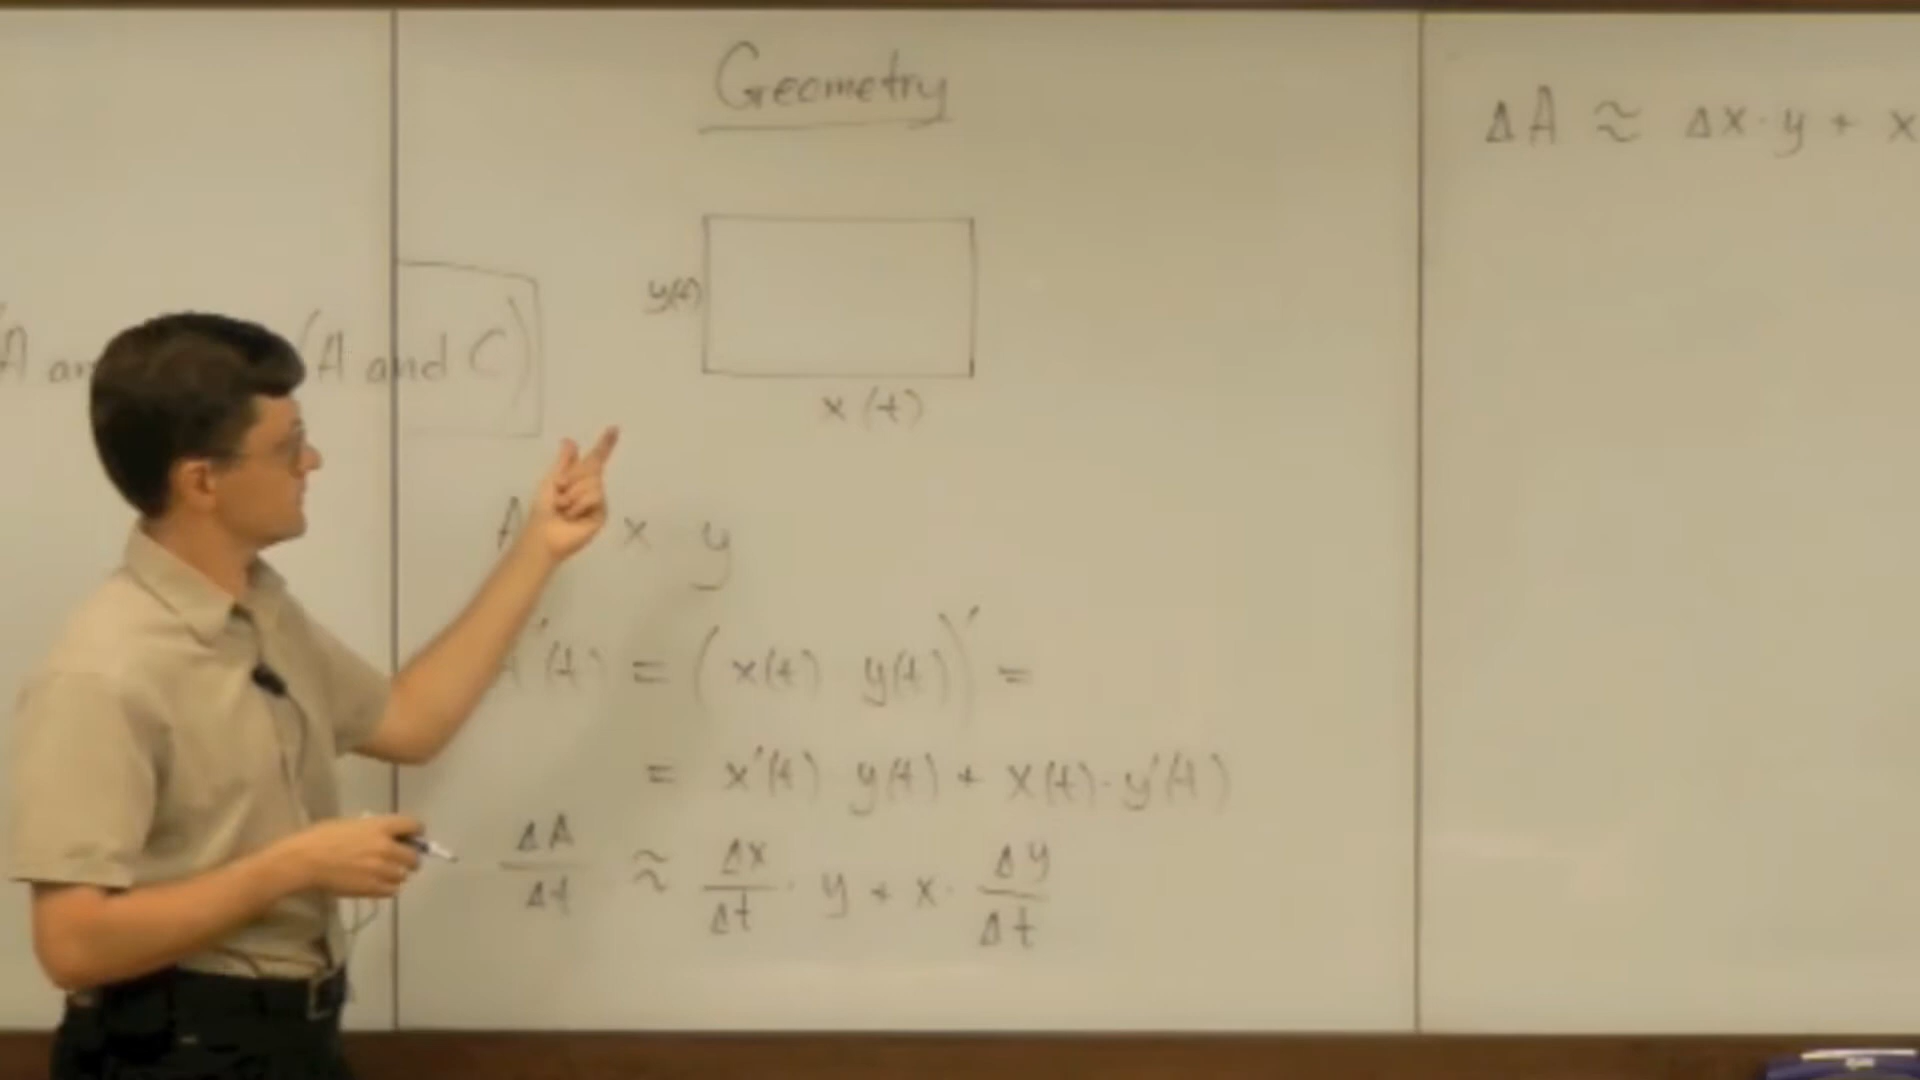 Geometry
y(t)
x (t)
(A and C)
A x y
A'(t) = ( x(t) y(t) )' =
= x'(t) y(t) + x(t) · y'(t)
ΔA/Δt ≈ Δx/Δt · y + x · Δy/Δt
ΔA ≈ Δx · y + x